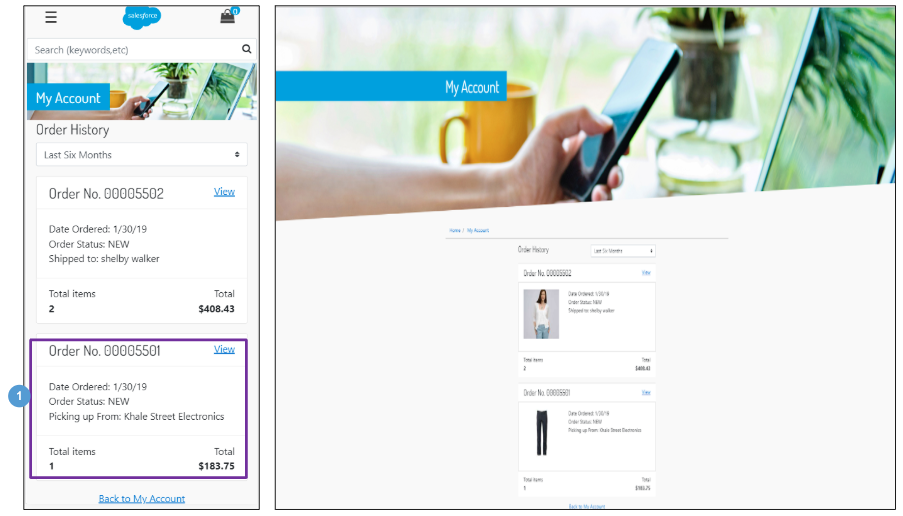 salesforce
0
Search (keywords,etc)
My Account
Order History
Last Six Months
Order No. 00005502 View
Date Ordered: 1/30/19
Order Status: NEW
Shipped to: shelby walker
Total items Total
2 $408.43
1
Order No. 00005501 View
Date Ordered: 1/30/19
Order Status: NEW
Picking up From: Khale Street Electronics
Total items Total
1 $183.75
Back to My Account
My Account
Home / My Account
Order History Last Six Months
Order No. 00005502 View
Date Ordered: 1/30/19
Order Status: NEW
Shipped to: shelby walker
Total items Total
2 $408.43
Order No. 00005501 View
Date Ordered: 1/30/19
Order Status: NEW
Picking up From: Khale Street Electronics
Total items Total
1 $183.75
Back to My Account